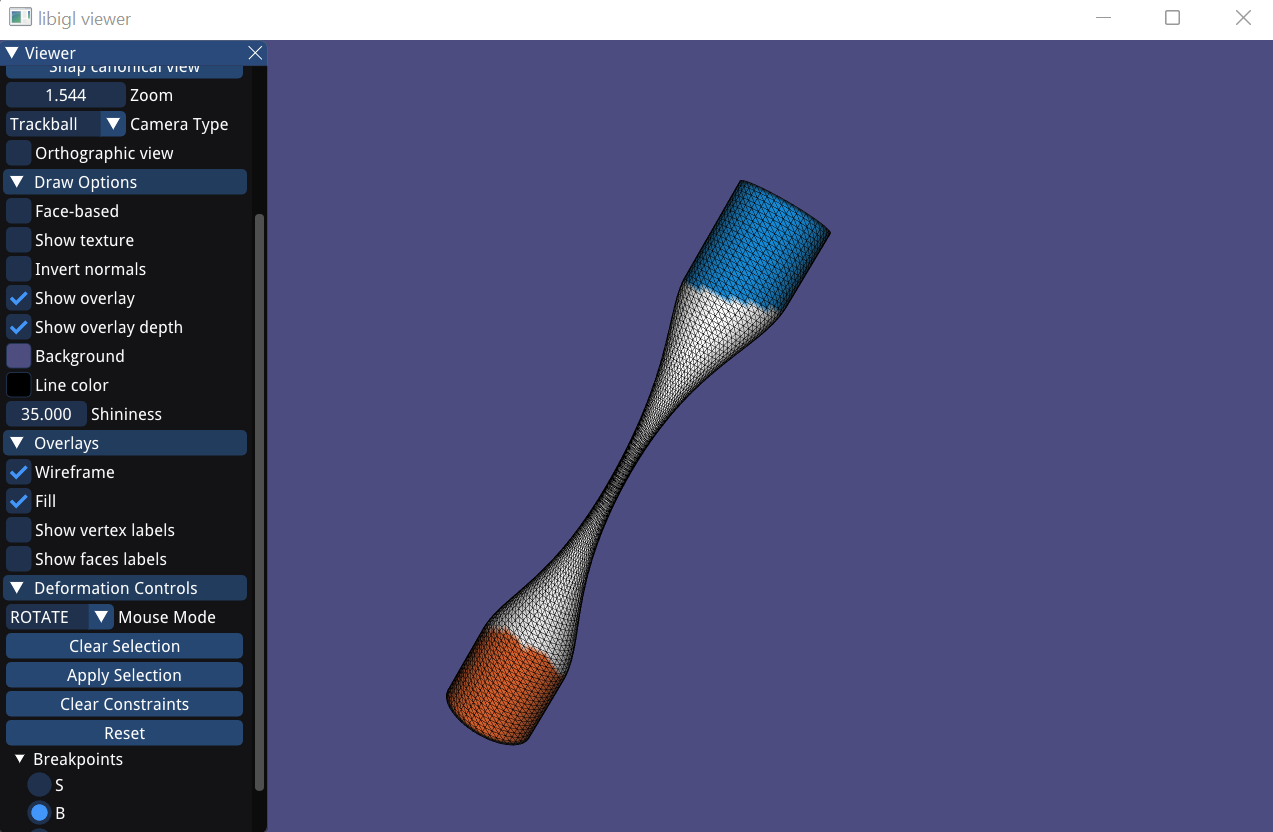 libigl viewer
Viewer
Snap canonical view
1.544 Zoom
Trackball Camera Type
Orthographic view
Draw Options
Face-based
Show texture
Invert normals
Show overlay
Show overlay depth
Background
Line color
35.000 Shininess
Overlays
Wireframe
Fill
Show vertex labels
Show faces labels
Deformation Controls
ROTATE Mouse Mode
Clear Selection
Apply Selection
Clear Constraints
Reset
Breakpoints
S
B